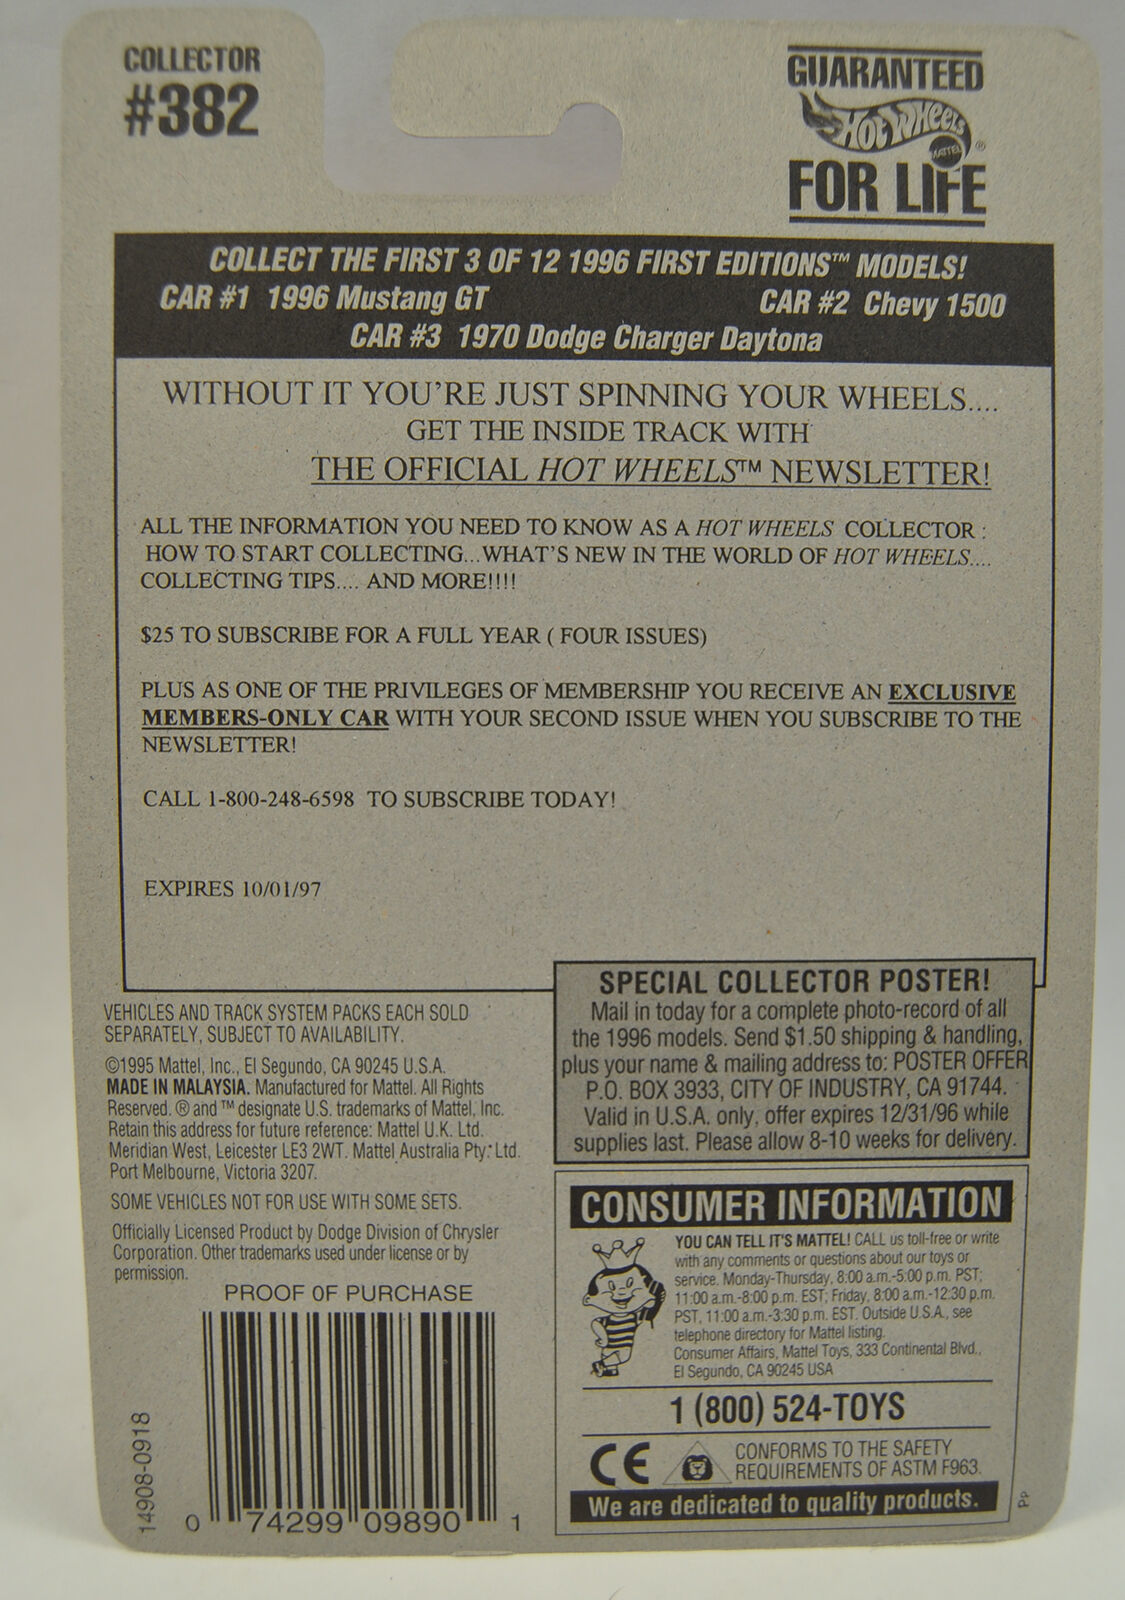 COLLECTOR
#382
GUARANTEED
Hot Wheels
MATTEL ®
FOR LIFE
COLLECT THE FIRST 3 OF 12 1996 FIRST EDITIONS™ MODELS!
CAR #1 1996 Mustang GT CAR #2 Chevy 1500
CAR #3 1970 Dodge Charger Daytona
WITHOUT IT YOU'RE JUST SPINNING YOUR WHEELS....
GET THE INSIDE TRACK WITH
THE OFFICIAL HOT WHEELS™ NEWSLETTER!
ALL THE INFORMATION YOU NEED TO KNOW AS A HOT WHEELS COLLECTOR :
HOW TO START COLLECTING...WHAT'S NEW IN THE WORLD OF HOT WHEELS....
COLLECTING TIPS.... AND MORE!!!!
$25 TO SUBSCRIBE FOR A FULL YEAR ( FOUR ISSUES)
PLUS AS ONE OF THE PRIVILEGES OF MEMBERSHIP YOU RECEIVE AN EXCLUSIVE
MEMBERS-ONLY CAR WITH YOUR SECOND ISSUE WHEN YOU SUBSCRIBE TO THE
NEWSLETTER!
CALL 1-800-248-6598 TO SUBSCRIBE TODAY!
EXPIRES 10/01/97
VEHICLES AND TRACK SYSTEM PACKS EACH SOLD
SEPARATELY, SUBJECT TO AVAILABILITY.
©1995 Mattel, Inc., El Segundo, CA 90245 U.S.A.
MADE IN MALAYSIA. Manufactured for Mattel. All Rights
Reserved. ® and ™ designate U.S. trademarks of Mattel, Inc.
Retain this address for future reference: Mattel U.K. Ltd.
Meridian West, Leicester LE3 2WT. Mattel Australia Pty. Ltd.
Port Melbourne, Victoria 3207.
SOME VEHICLES NOT FOR USE WITH SOME SETS.
Officially Licensed Product by Dodge Division of Chrysler
Corporation. Other trademarks used under license or by
permission.
PROOF OF PURCHASE
14908-0918
0 74299 09890 1
SPECIAL COLLECTOR POSTER!
Mail in today for a complete photo-record of all
the 1996 models. Send $1.50 shipping & handling,
plus your name & mailing address to: POSTER OFFER
P.O. BOX 3933, CITY OF INDUSTRY, CA 91744.
Valid in U.S.A. only, offer expires 12/31/96 while
supplies last. Please allow 8-10 weeks for delivery.
CONSUMER INFORMATION
YOU CAN TELL IT'S MATTEL! CALL us toll-free or write
with any comments or questions about our toys or
service. Monday-Thursday, 8:00 a.m.-5:00 p.m. PST;
11:00 a.m.-8:00 p.m. EST; Friday, 8:00 a.m.-12:30 p.m.
PST, 11:00 a.m.-3:30 p.m. EST. Outside U.S.A., see
telephone directory for Mattel listing.
Consumer Affairs, Mattel Toys, 333 Continental Blvd.,
El Segundo, CA 90245 USA
1 (800) 524-TOYS
CE
CONFORMS TO THE SAFETY
REQUIREMENTS OF ASTM F963.
We are dedicated to quality products.
PP